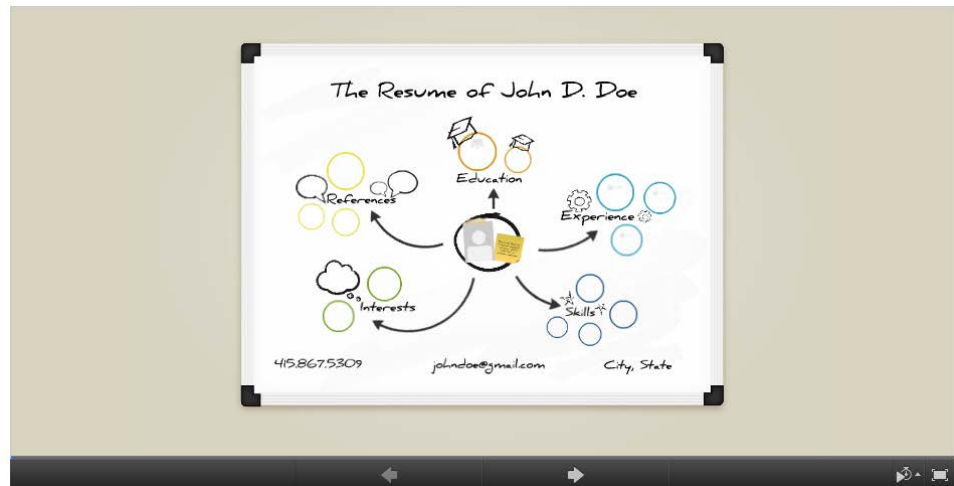 The Resume of John D. Doe
Education
References
Experience
Interests
Skills
415.867.5309
johndoe@gmail.com
City, State